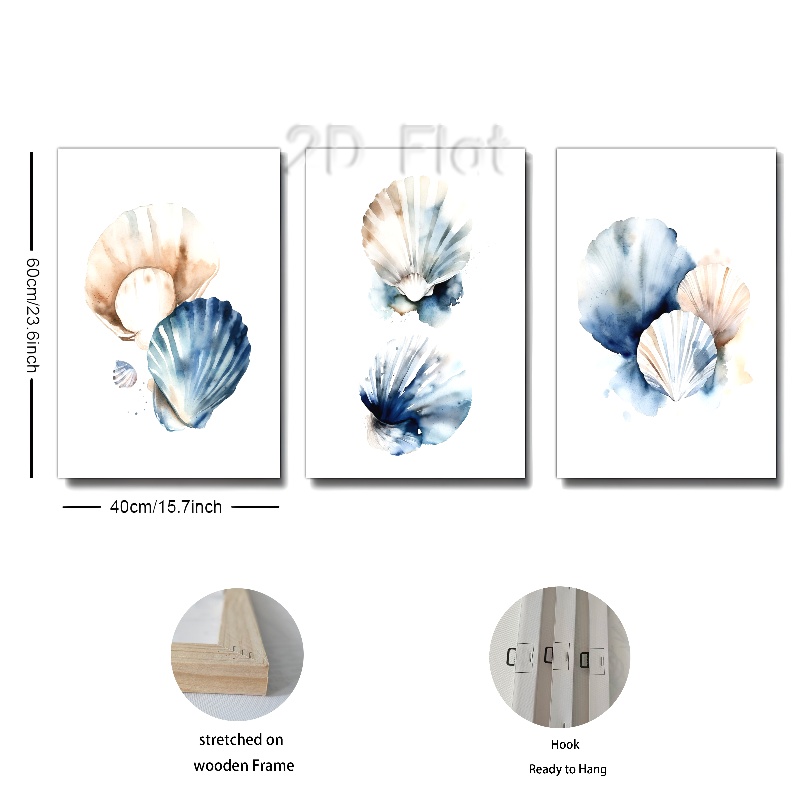 2D Flat
60cm/23.6inch
40cm/15.7inch
stretched on
wooden Frame
Hook
Ready to Hang